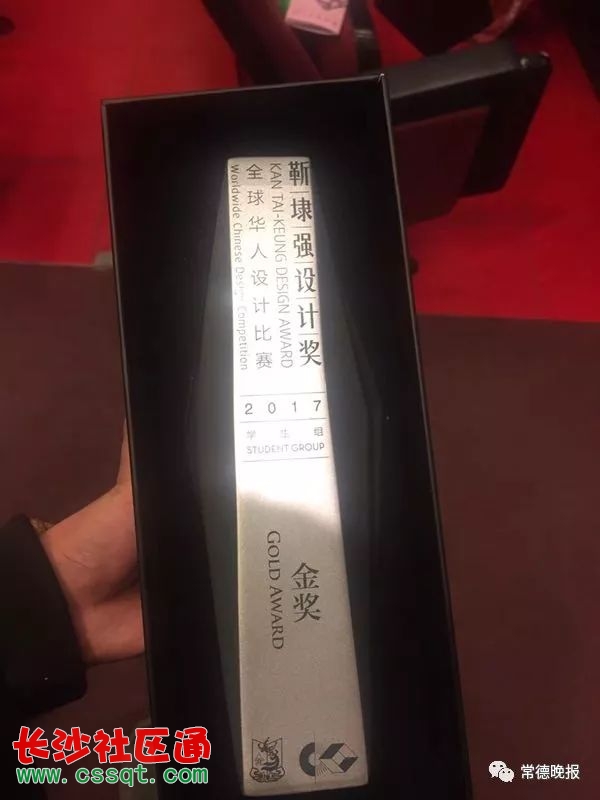 靳埭强设计奖
KAN TAI-KEUNG DESIGN AWARD
全球华人设计比赛
Worldwide Chinese Design Competition
2017
学生组
STUDENT GROUP
金奖
GOLD AWARD
长沙社区通
www.cssqt.com
常德晚报